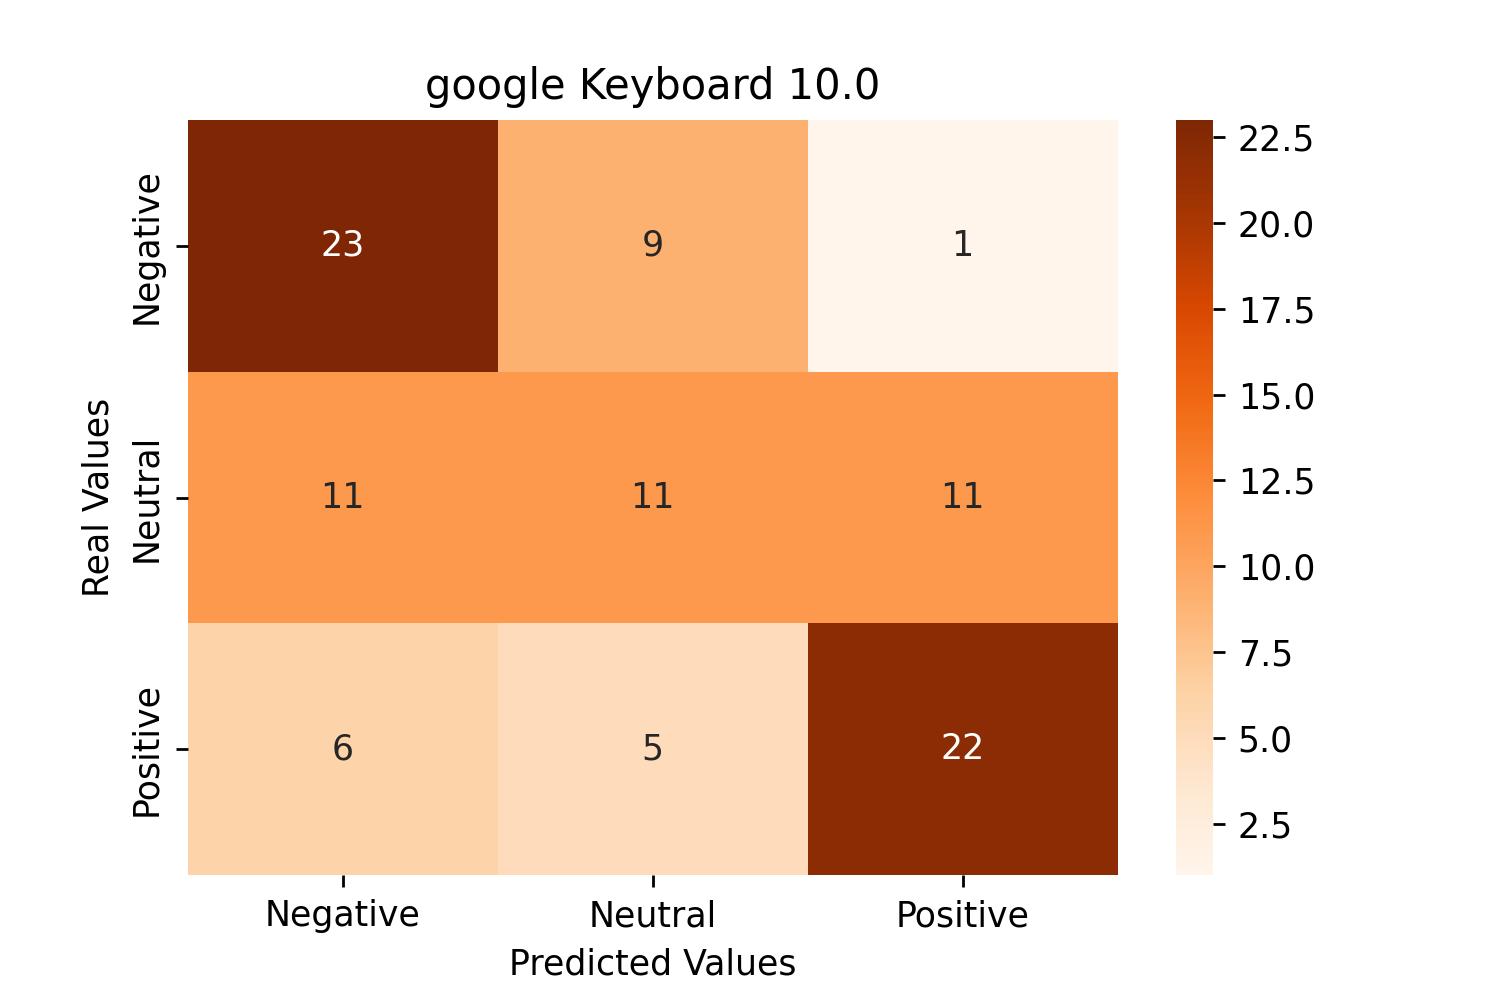 google Keyboard 10.0
Real Values
Negative
23 9 1
Neutral
11 11 11
Positive
6 5 22
Negative Neutral Positive
Predicted Values
22.5
20.0
17.5
15.0
12.5
10.0
7.5
5.0
2.5